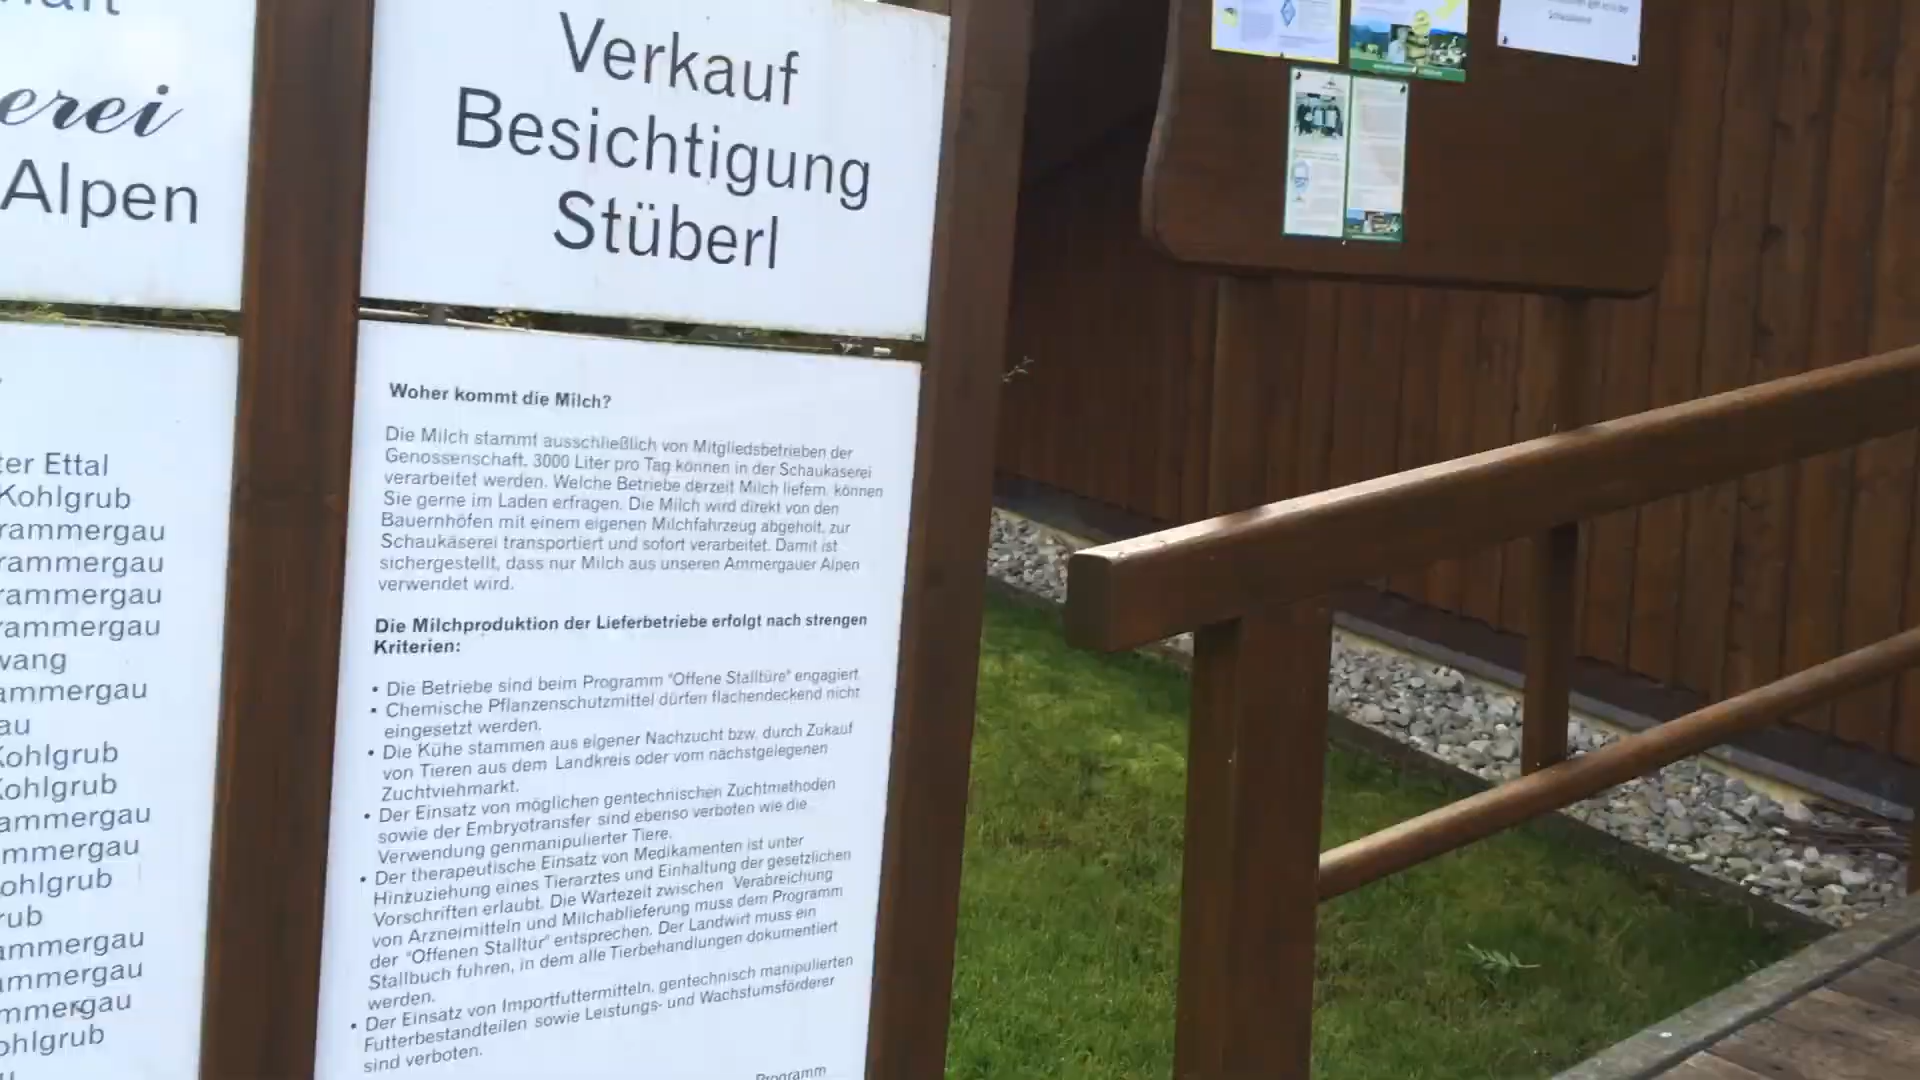 erei
Alpen
Verkauf
Besichtigung
Stüberl
ter Ettal
Kohlgrub
rammergau
rammergau
rammergau
rammergau
wang
ammergau
au
Kohlgrub
Kohlgrub
ammergau
mmergau
ohlgrub
rub
ammergau
ammergau
mmergau
ohlgrub
Woher kommt die Milch?
Die Milch stammt ausschließlich von Mitgliedsbetrieben der
Genossenschaft. 3000 Liter pro Tag können in der Schaukäserei
verarbeitet werden. Welche Betriebe derzeit Milch liefern, können
Sie gerne im Laden erfragen. Die Milch wird direkt von den
Bauernhöfen mit einem eigenen Milchfahrzeug abgeholt, zur
Schaukäserei transportiert und sofort verarbeitet. Damit ist
sichergestellt, dass nur Milch aus unseren Ammergauer Alpen
verwendet wird.
Die Milchproduktion der Lieferbetriebe erfolgt nach strengen
Kriterien:
• Die Betriebe sind beim Programm "Offene Stalltüre" engagiert.
• Chemische Pflanzenschutzmittel dürfen flächendeckend nicht
eingesetzt werden.
• Die Kühe stammen aus eigener Nachzucht bzw. durch Zukauf
von Tieren aus dem Landkreis oder vom nächstgelegenen
Zuchtviehmarkt.
• Der Einsatz von möglichen gentechnischen Zuchtmethoden
sowie der Embryotransfer sind ebenso verboten wie die
Verwendung genmanipulierter Tiere.
• Der therapeutische Einsatz von Medikamenten ist unter
Hinzuziehung eines Tierarztes und Einhaltung der gesetzlichen
Vorschriften erlaubt. Die Wartezeit zwischen Verabreichung
von Arzneimitteln und Milchablieferung muss dem Programm
der "Offenen Stalltür" entsprechen. Der Landwirt muss ein
Stallbuch führen, in dem alle Tierbehandlungen dokumentiert
werden.
• Der Einsatz von Importfuttermitteln, gentechnisch manipulierten
Futterbestandteilen sowie Leistungs- und Wachstumsförderer
sind verboten.
Programm